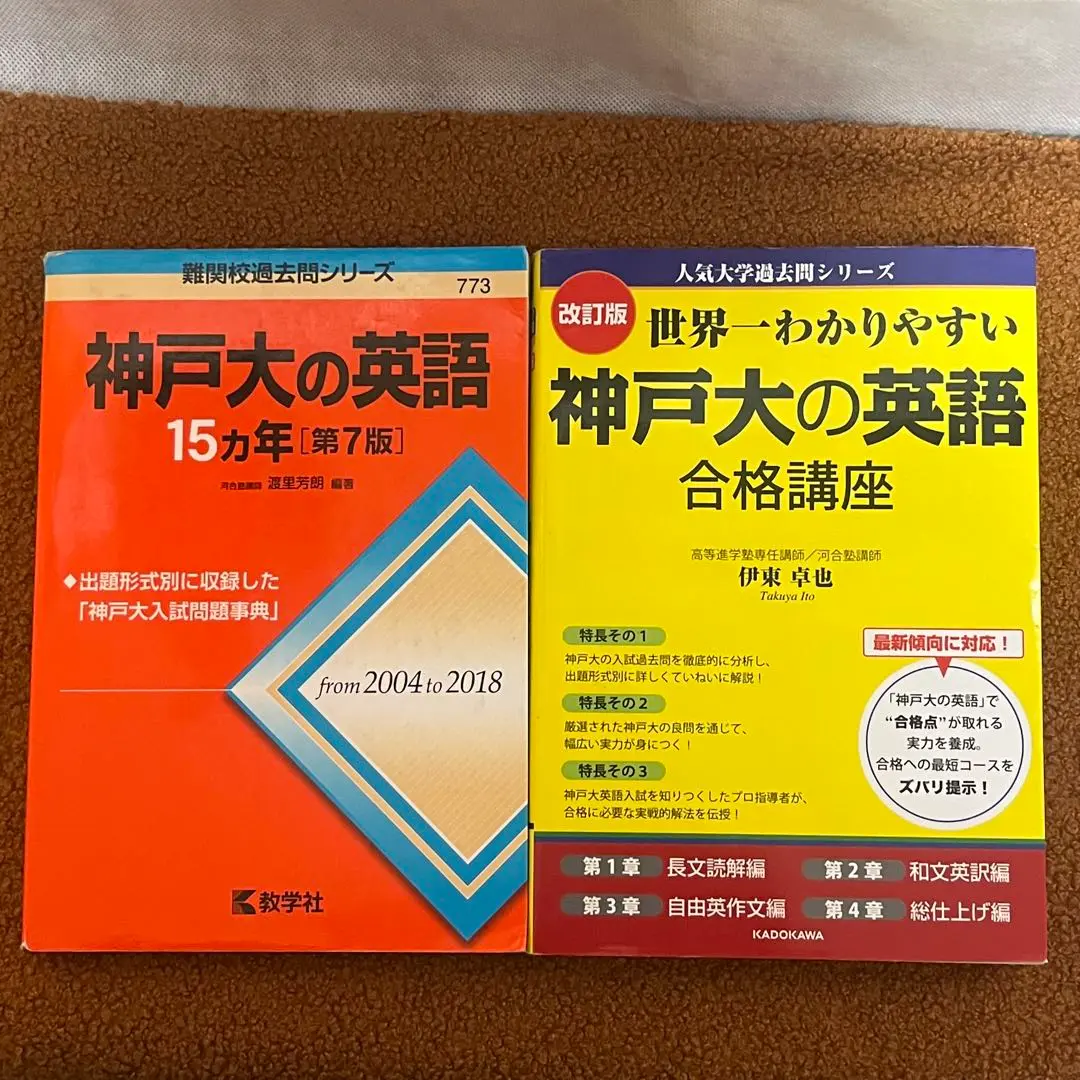 難関校過去問シリーズ
773
神戸大の英語
15カ年[第7版]
河合塾講師 渡里芳朗 編著
◆出題形式別に収録した
「神戸大入試問題事典」
from 2004 to 2018
教学社
人気大学過去問シリーズ
改訂版
世界一わかりやすい
神戸大の英語
合格講座
高等進学塾専任講師/河合塾講師
伊東 卓也
Takuya Ito
特長その1
神戸大の入試過去問を徹底的に分析し、
出題形式別に詳しくていねいに解説!
特長その2
厳選された神戸大の良問を通じて、
幅広い実力が身につく!
特長その3
神戸大英語入試を知りつくしたプロ指導者が、
合格に必要な実戦的解法を伝授!
最新傾向に対応!
「神戸大の英語」で
“合格点”が取れる
実力を養成。
合格への最短コースを
ズバリ提示!
第1章 長文読解編
第2章 和文英訳編
第3章 自由英作文編
第4章 総仕上げ編
KADOKAWA